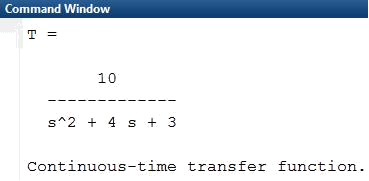 Command Window
T =
10
-------------
s^2 + 4 s + 3
Continuous-time transfer function.